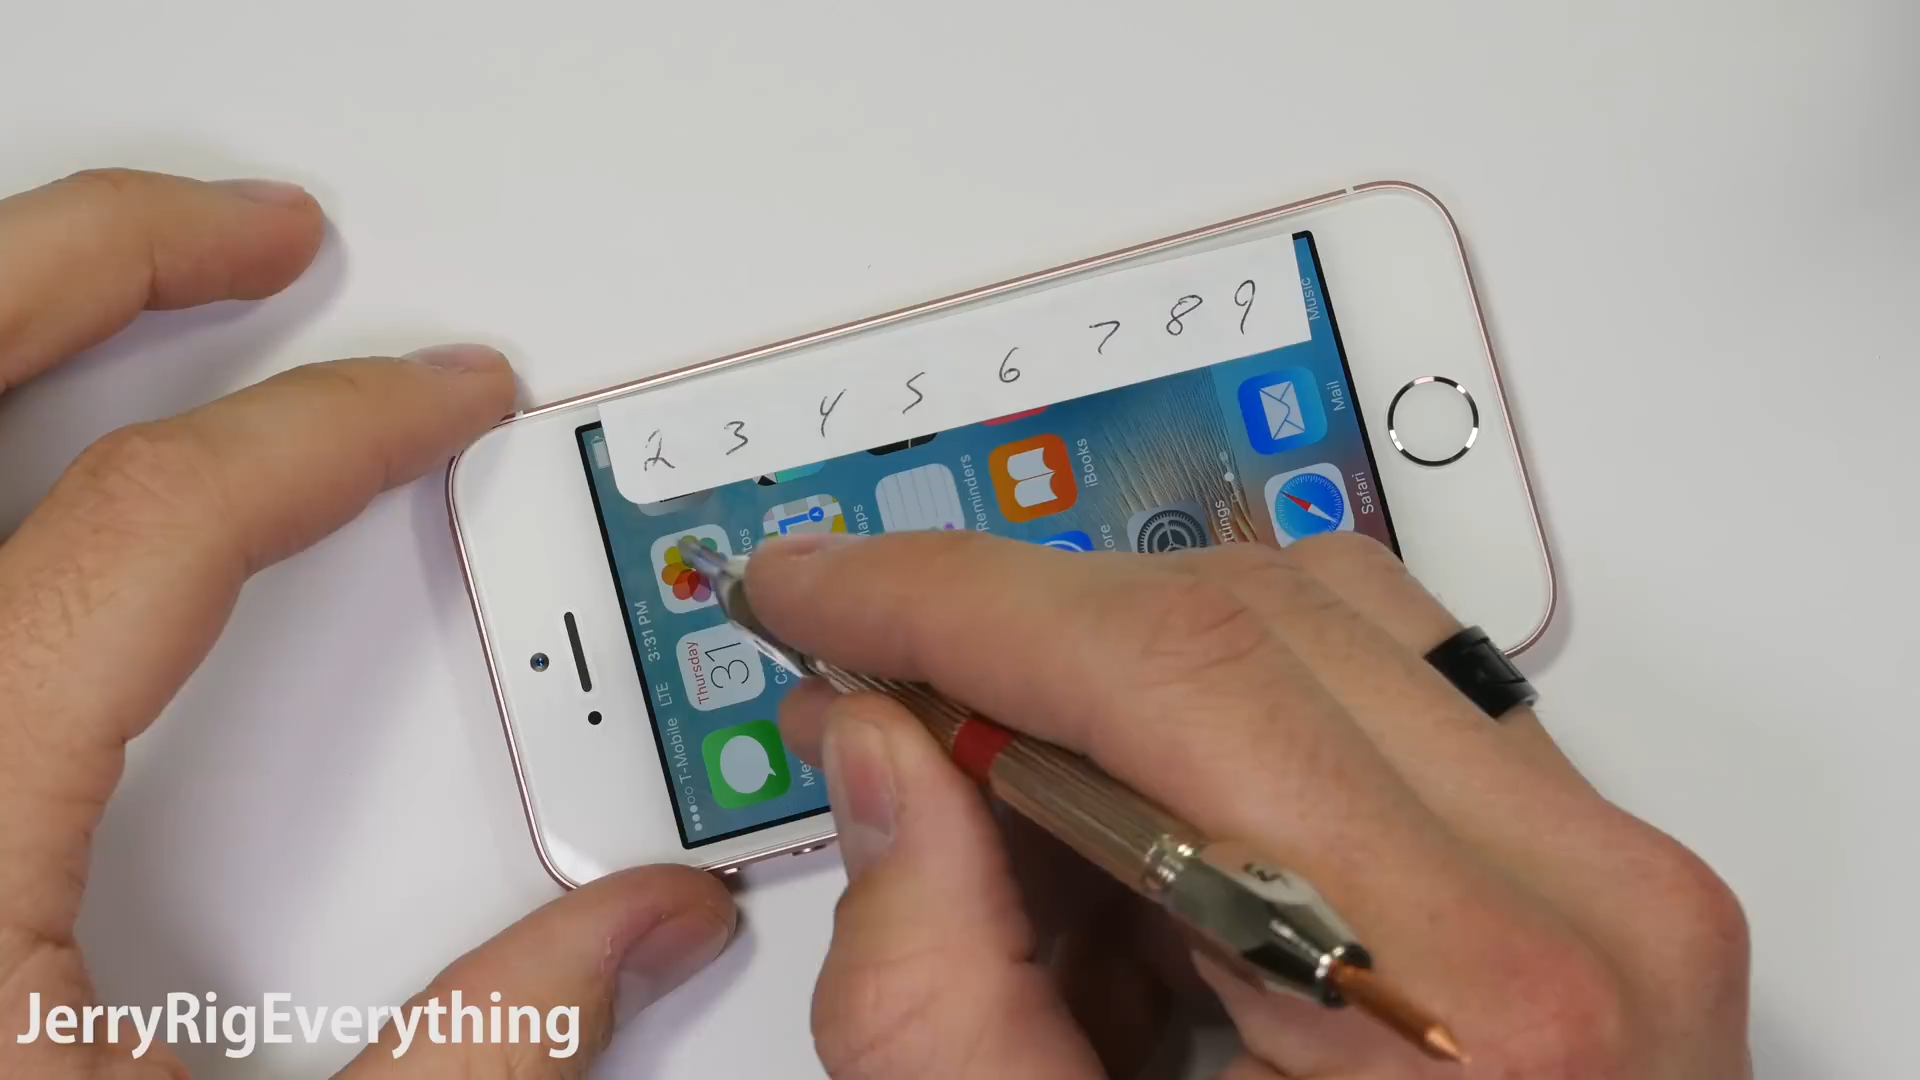 2 3 4 5 6 7 8 9
Music
Mail
Safari
iBooks
Reminders
3:31 PM
LTE
T-Mobile
Thursday
31
JerryRigEverything